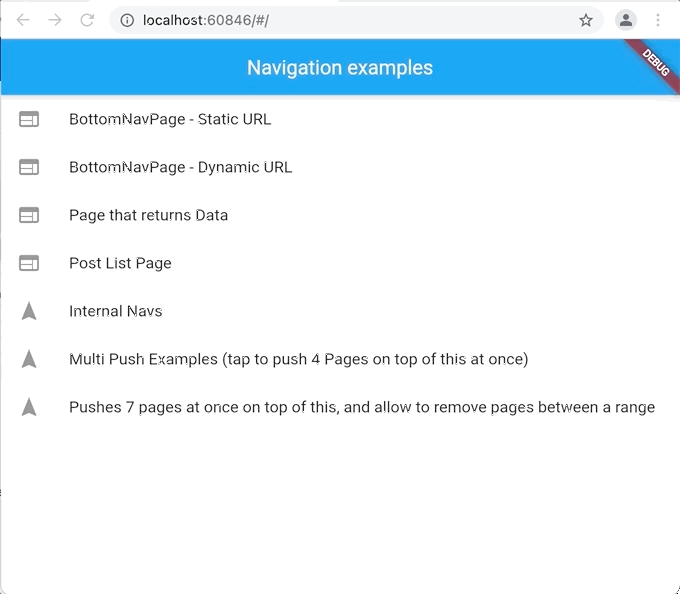 localhost:60846/#/
Navigation examples
DEBUG
BottomNavPage - Static URL
BottomNavPage - Dynamic URL
Page that returns Data
Post List Page
Internal Navs
Multi Push Examples (tap to push 4 Pages on top of this at once)
Pushes 7 pages at once on top of this, and allow to remove pages between a range